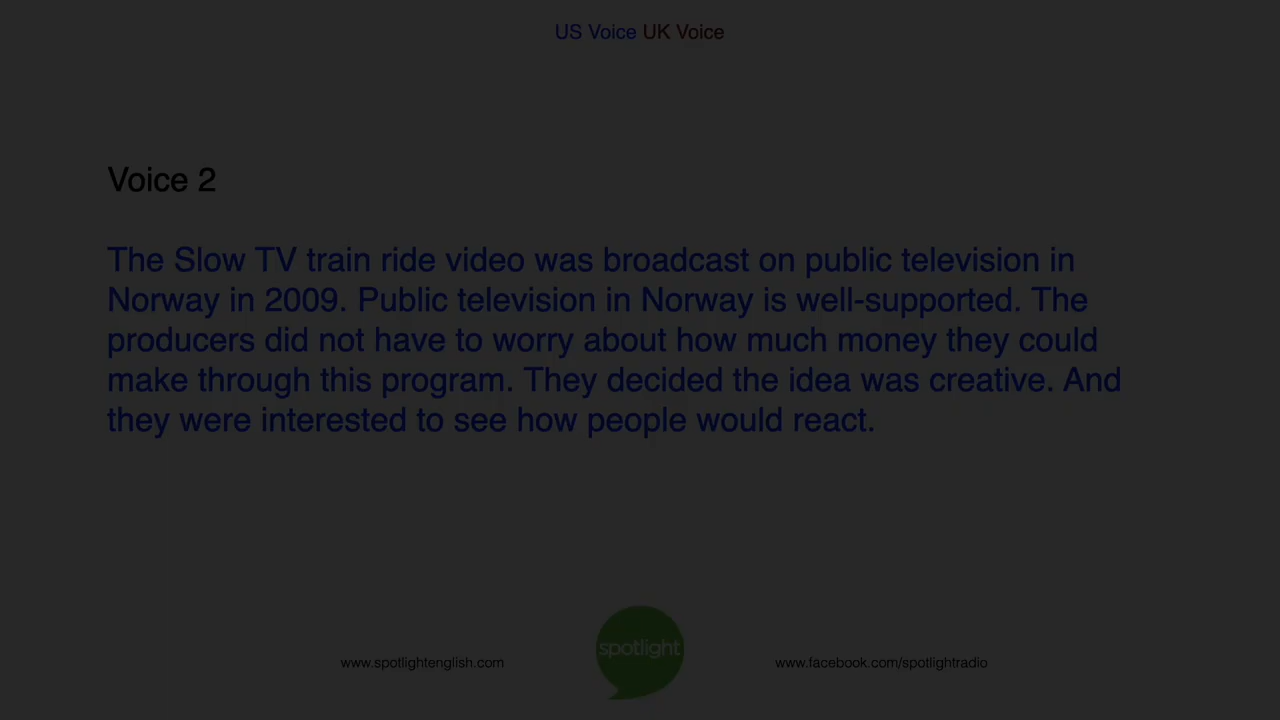 US Voice UK Voice
Voice 2
The Slow TV train ride video was broadcast on public television in
Norway in 2009. Public television in Norway is well-supported. The
producers did not have to worry about how much money they could
make through this program. They decided the idea was creative. And
they were interested to see how people would react.
spotlight
www.spotlightenglish.com
www.facebook.com/spotlightradio